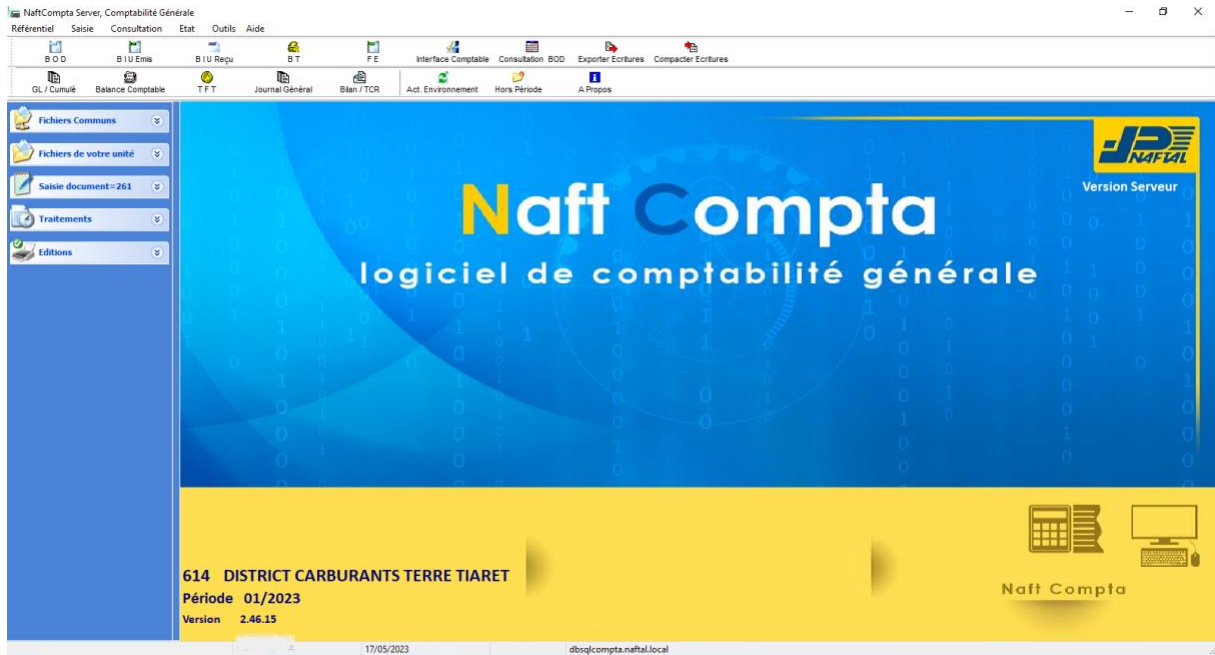 NaftCompta Server, Comptabilité Générale
Référentiel Saisie Consultation Etat Outils Aide
B O D B I U Emis B I U Reçu B T F E Interface Comptable Consultation BOD Exporter Ecritures Compacter Ecritures
GL / Cumulé Balance Comptable T F T Journal Général Bilan / TCR Act. Environnement Hors Période A Propos
Fichiers Communs
Fichiers de votre unité
Saisie document=261
Traitements
Editions
NAFTAL
Version Serveur
Naft Compta
logiciel de comptabilité générale
614 DISTRICT CARBURANTS TERRE TIARET
Période 01/2023
Version 2.46.15
Naft Compta
17/05/2023 dbsqlcompta.naftal.local